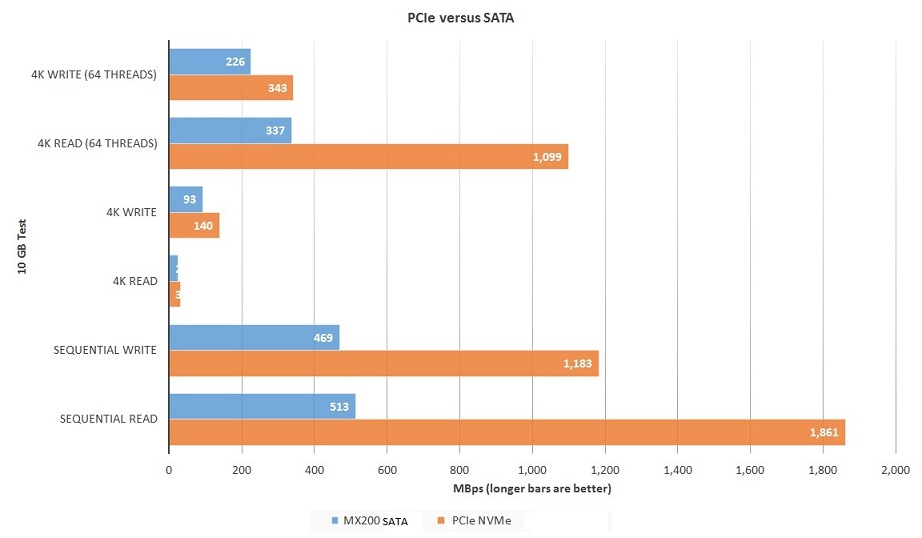 PCIe versus SATA
4K WRITE (64 THREADS)
226
343
4K READ (64 THREADS)
337
1,099
4K WRITE
93
140
4K READ
SEQUENTIAL WRITE
469
1,183
SEQUENTIAL READ
513
1,861
10 GB Test
0 200 400 600 800 1,000 1,200 1,400 1,600 1,800 2,000
MBps (longer bars are better)
MX200 SATA PCIe NVMe